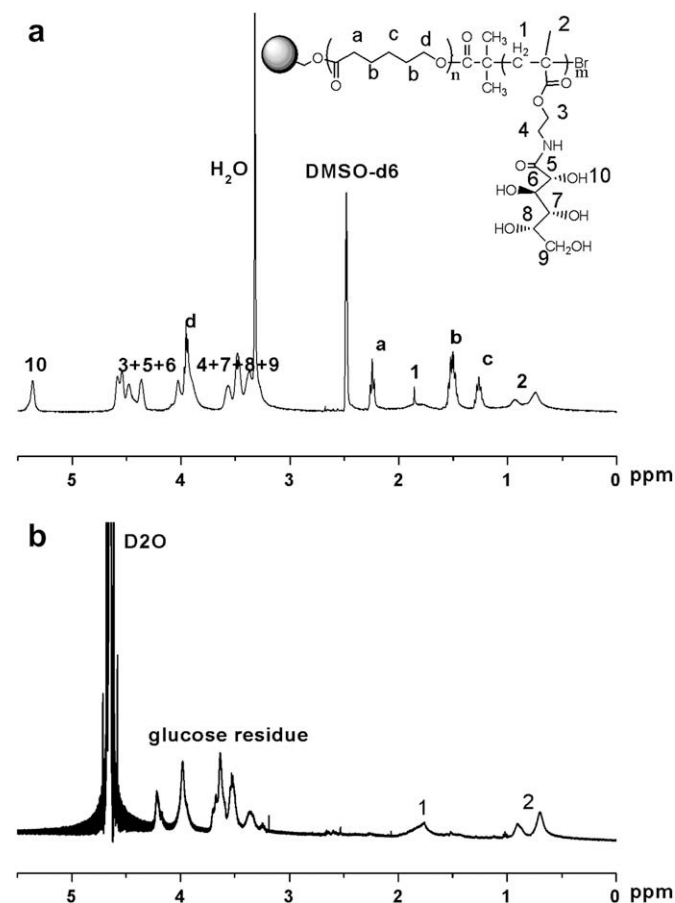 a
a c d 1 2
b b
O O n O O CH3 CH3 H2 C m Br
O O
3
4
NH
O 5
6 OH 10
HO 7
8 OH
HO
CH2OH
9
H2O
DMSO-d6
d
a
b
c
10 3+5+6 4+7+8+9 1 2
5 4 3 2 1 0 ppm
b
D2O
glucose residue
1 2
5 4 3 2 1 0 ppm